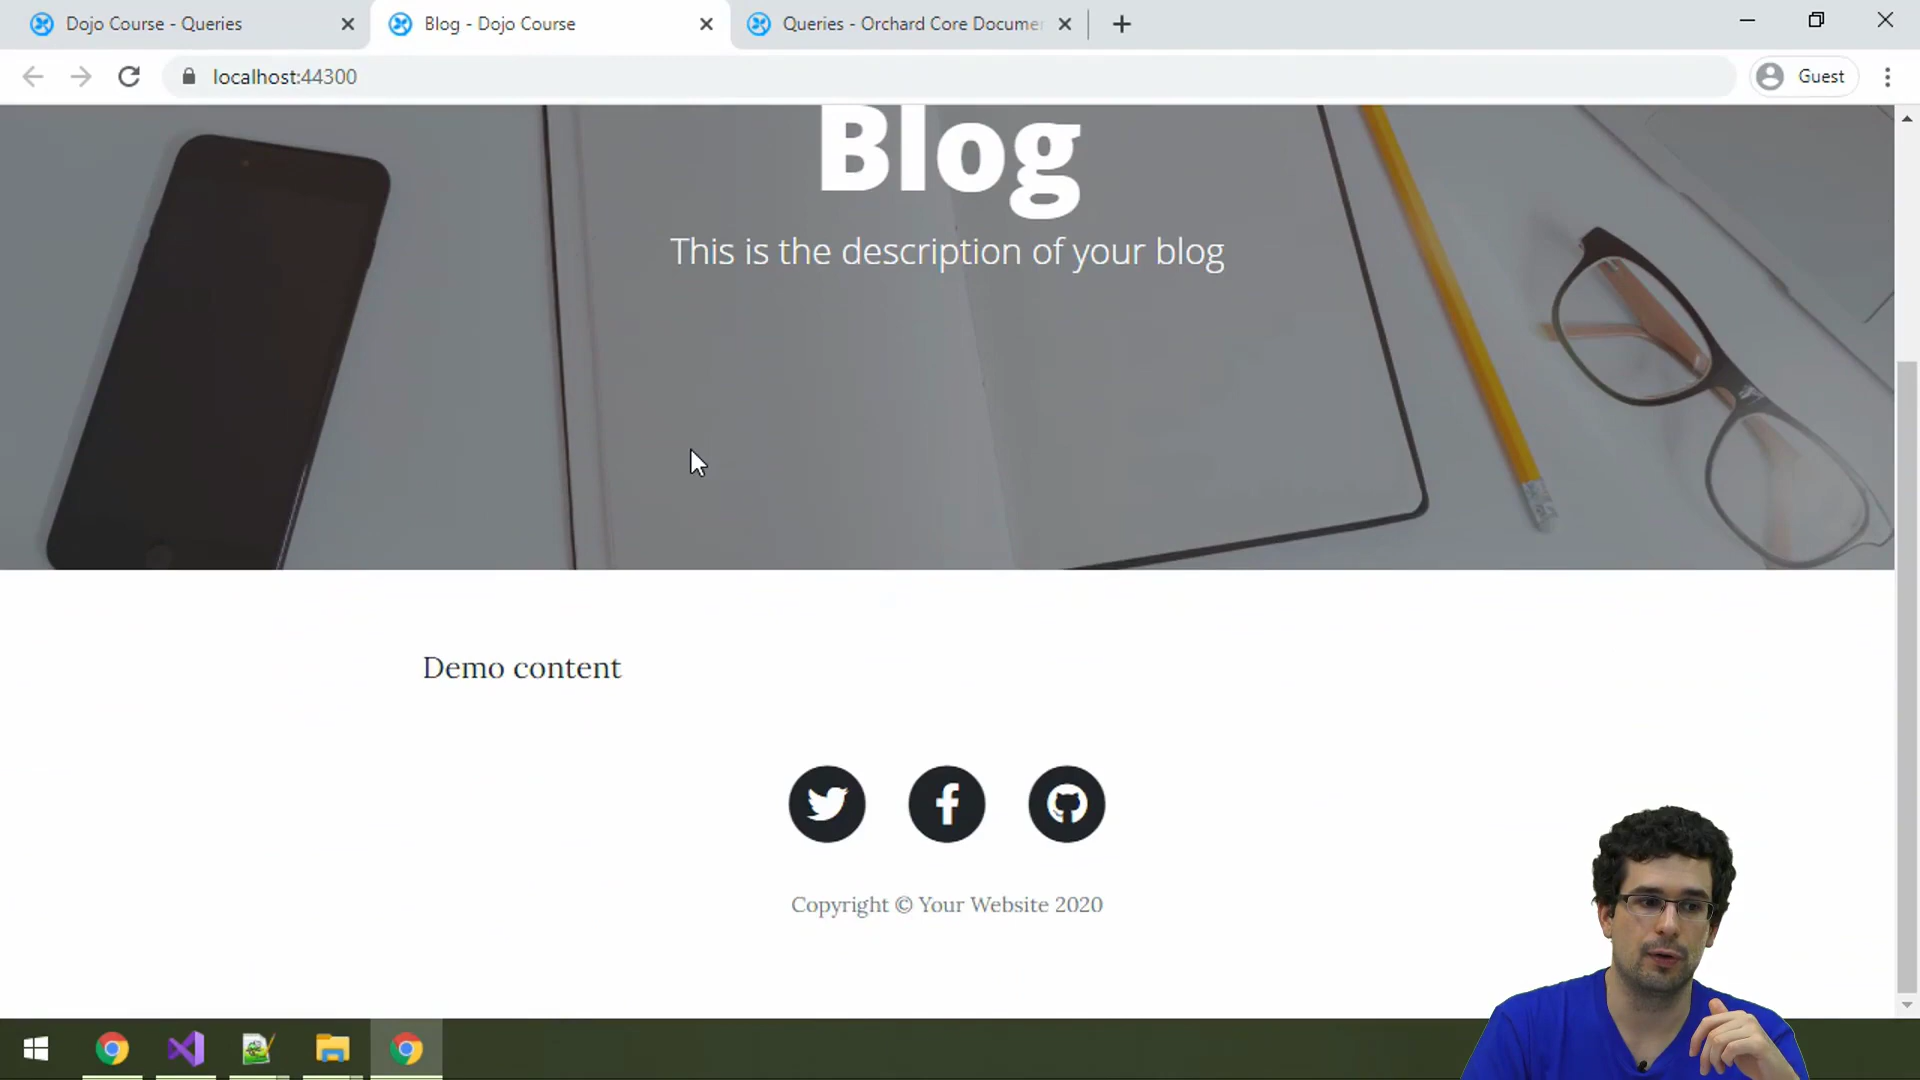 Dojo Course - Queries
Blog - Dojo Course
Queries - Orchard Core Docume
localhost:44300
Guest
Blog
This is the description of your blog
Demo content
Copyright © Your Website 2020